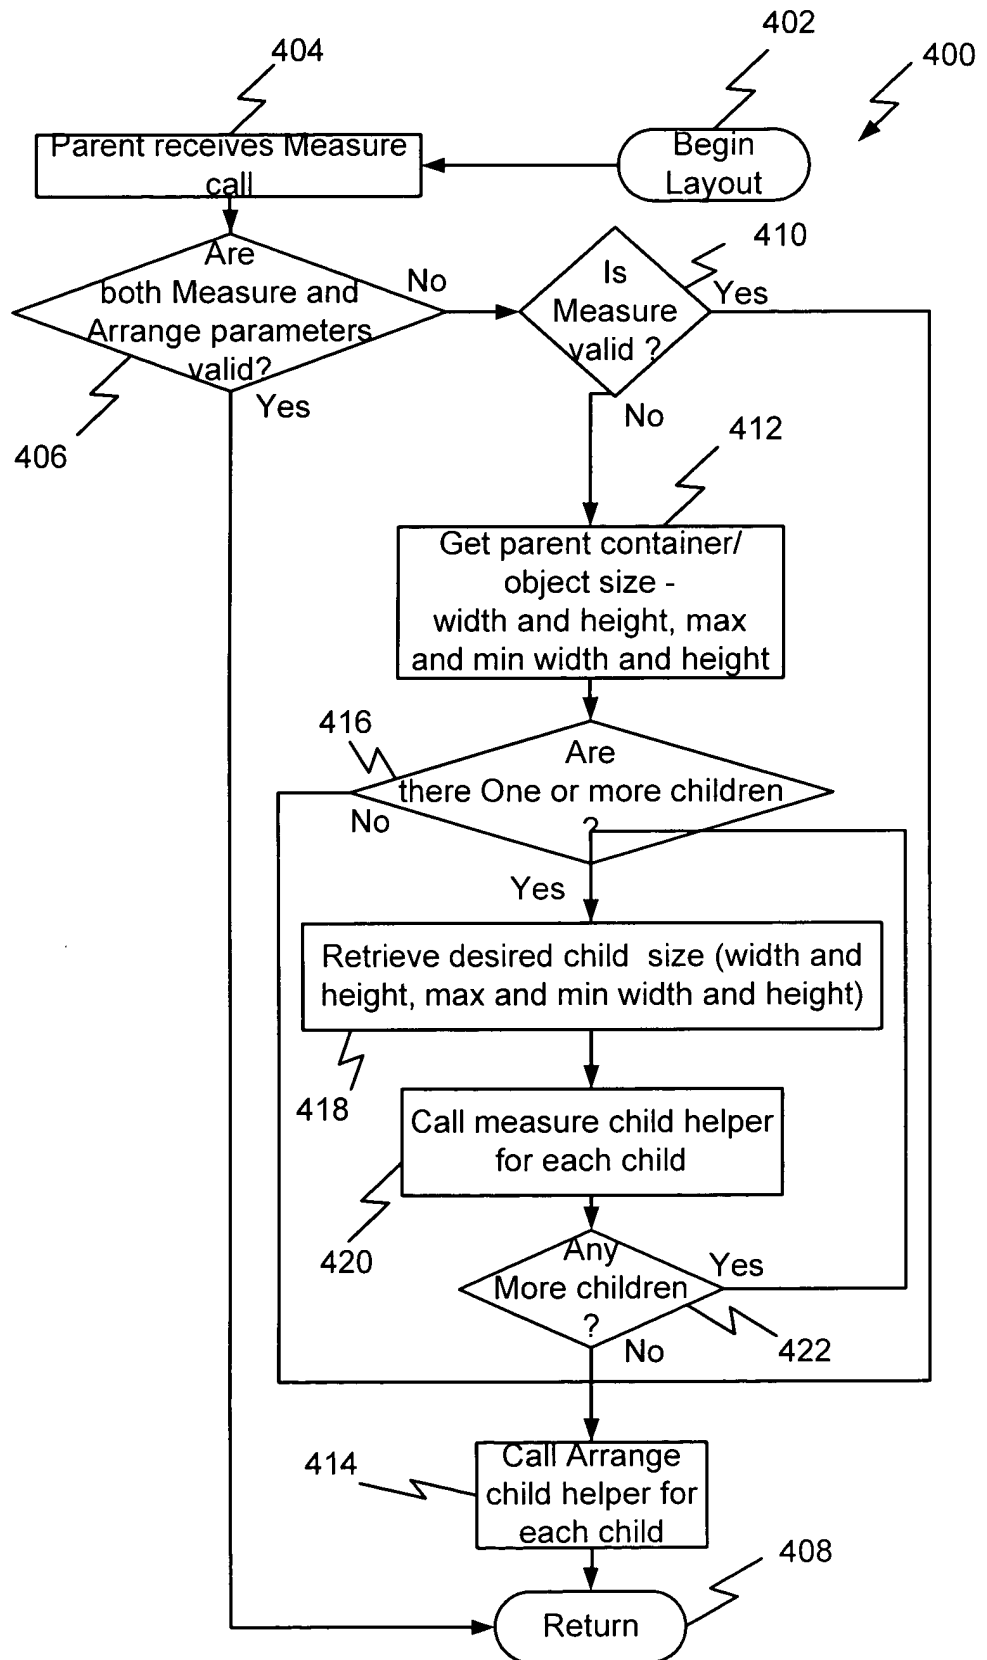 402
404
400
Parent receives Measure
call
Begin
Layout
410
Are
both Measure and
Arrange parameters
valid?
No
Is
Measure
valid ?
Yes
Yes
No
406
412
Get parent container/
object size -
width and height, max
and min width and height
416
Are
there One or more children
?
No
Yes
Retrieve desired child size (width and
height, max and min width and height)
418
Call measure child helper
for each child
420
Any
More children
?
Yes
422
No
414
Call Arrange
child helper for
each child
408
Return